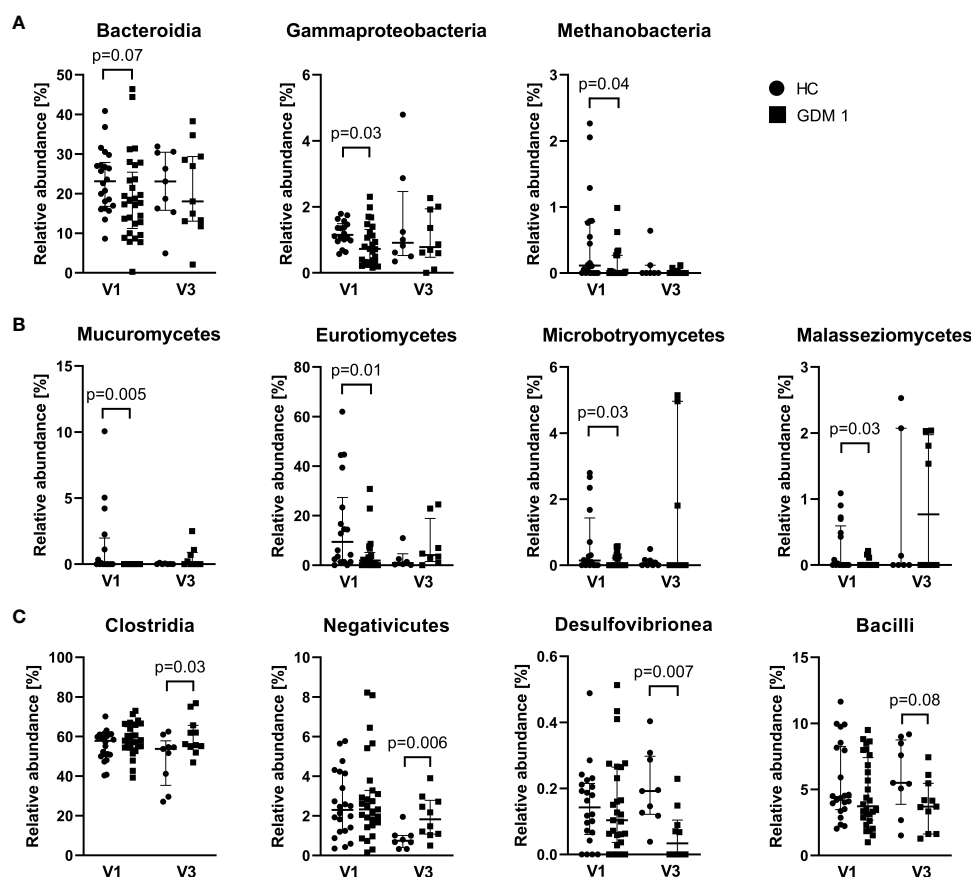 A
Bacteroidia
Gammaproteobacteria
Methanobacteria
Relative abundance [%]
50
40
30
20
10
0
p=0.07
V1
V3
Relative abundance [%]
6
4
2
0
p=0.03
V1
V3
Relative abundance [%]
3
2
1
0
p=0.04
V1
V3
HC
GDM 1
B
Mucuromycetes
Eurotiomycetes
Microbotryomycetes
Malasseziomycetes
Relative abundance [%]
15
10
5
0
p=0.005
V1
V3
Relative abundance [%]
80
60
40
20
0
p=0.01
V1
V3
Relative abundance [%]
6
4
2
0
p=0.03
V1
V3
Relative abundance [%]
3
2
1
0
p=0.03
V1
V3
C
Clostridia
Negativicutes
Desulfovibrionea
Bacilli
Relative abundance [%]
100
80
60
40
20
0
p=0.03
V1
V3
Relative abundance [%]
10
8
6
4
2
0
p=0.006
V1
V3
Relative abundance [%]
0.6
0.4
0.2
0.0
p=0.007
V1
V3
Relative abundance [%]
15
10
5
0
p=0.08
V1
V3